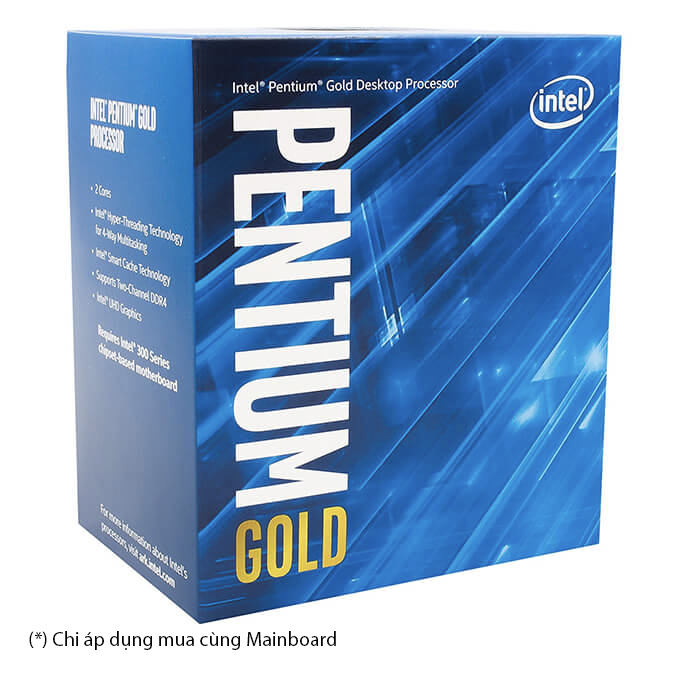 INTEL® PENTIUM® GOLD
PROCESSOR
• 2 Cores
• Intel® Hyper-Threading Technology
for 4-Way Multitasking
• Intel® Smart Cache Technology
• Supports Two-Channel DDR4
• Intel® UHD Graphics
Requires Intel® 300 Series
chipset-based motherboard
For more information about Intel's
processors, visit ark.intel.com
Intel® Pentium® Gold Desktop Processor
intel
PENTIUM
GOLD
(*) Chi áp dụng mua cùng Mainboard